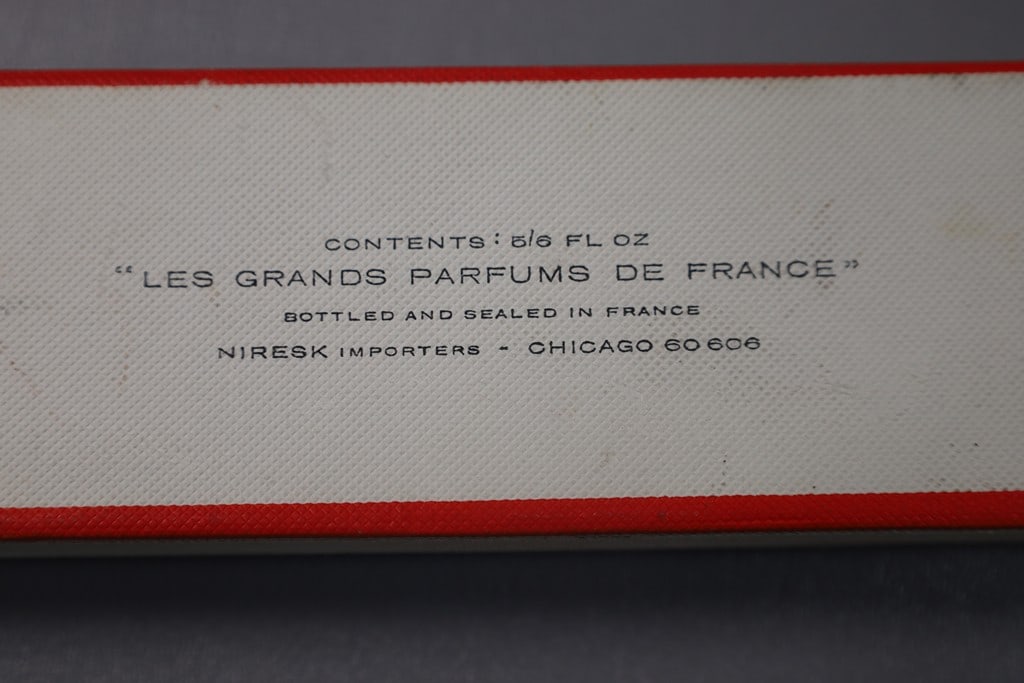 CONTENTS: 5/6 FL OZ
“LES GRANDS PARFUMS DE FRANCE”
BOTTLED AND SEALED IN FRANCE
NIRESK IMPORTERS - CHICAGO 60606